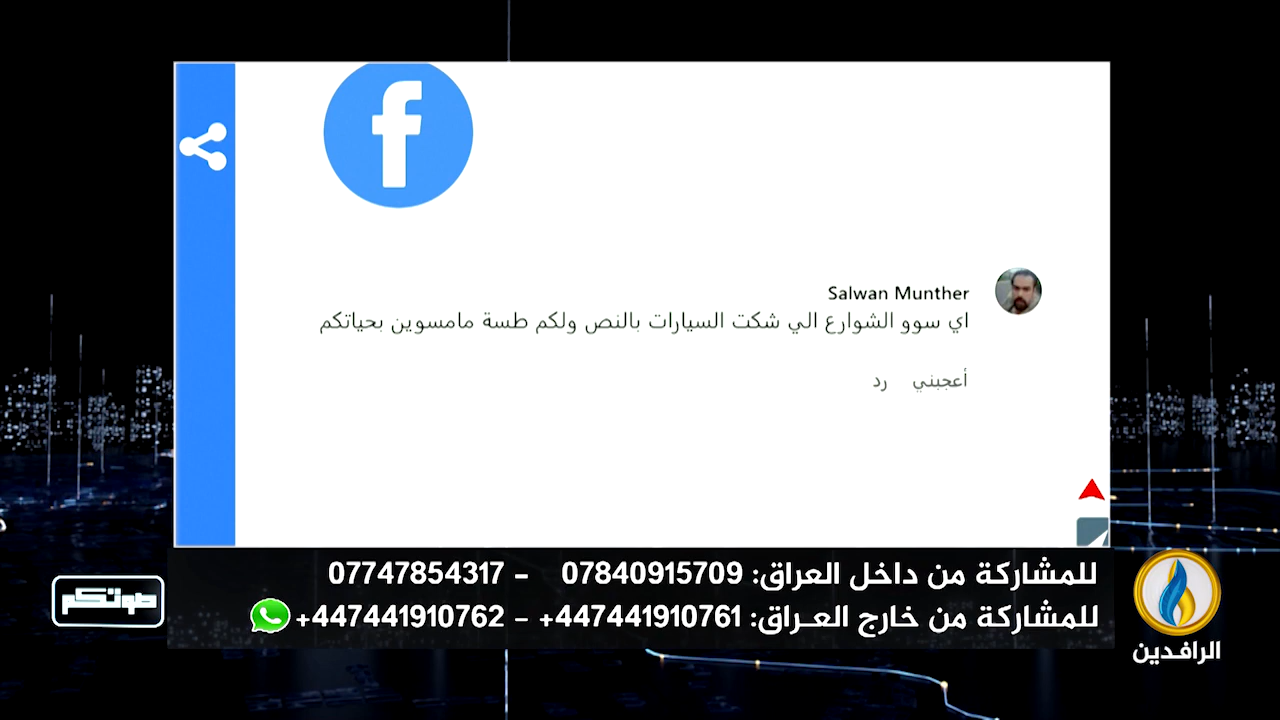 Salwan Munther
اي سوو الشوارع الي شكت السيارات بالنص ولكم طسة مامسوين بحياتكم
أعجبني رد
للمشاركة من داخل العراق: 07840915709 - 07747854317
للمشاركة من خارج العـراق: 447441910761+ - 447441910762+
صوتكم
الرافدين